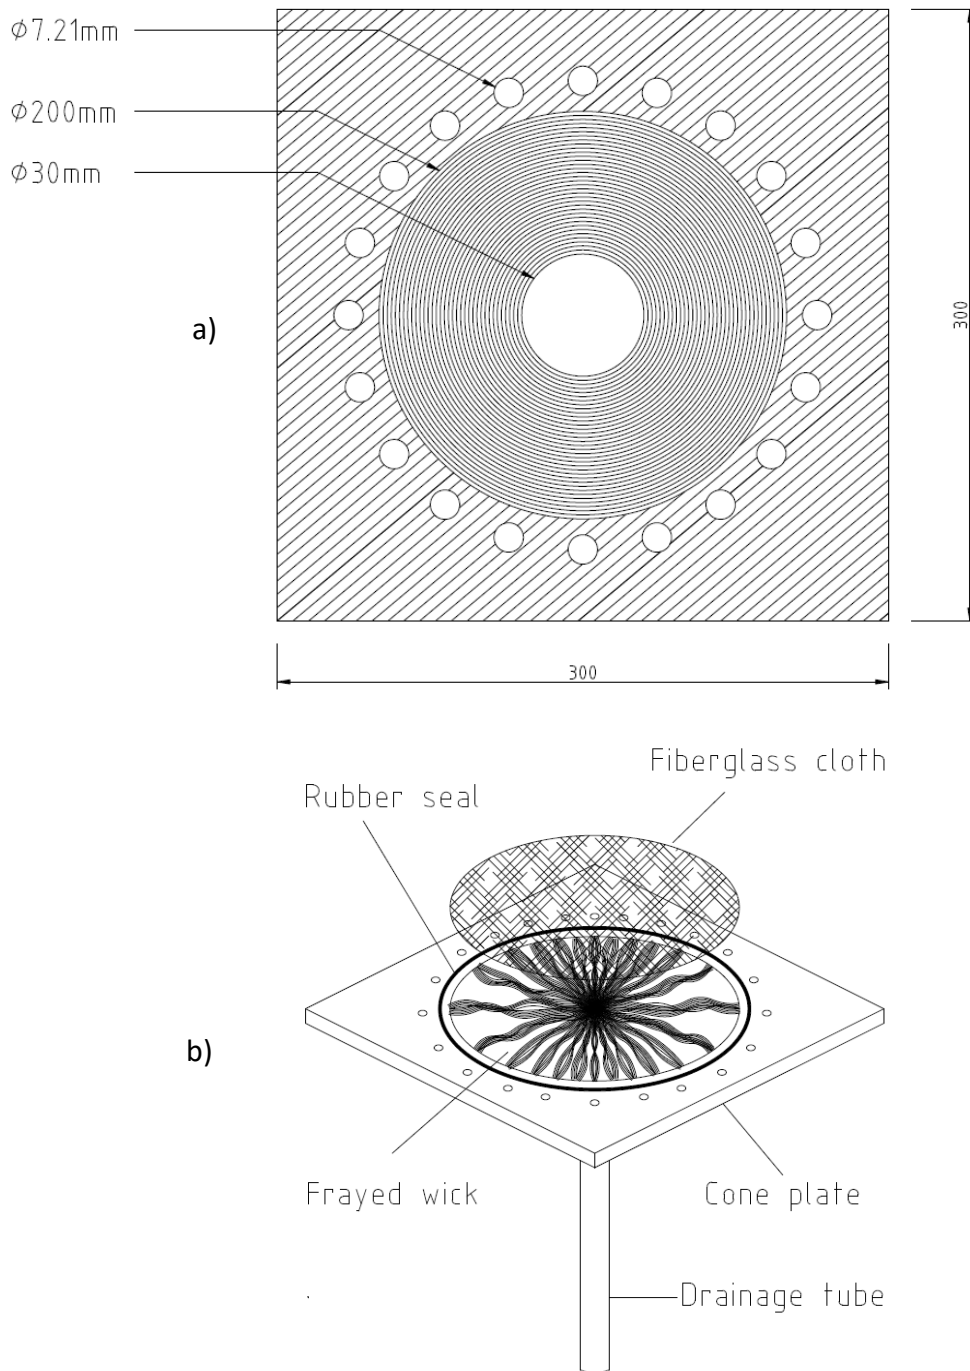 ϕ7.21mm
ϕ200mm
ϕ30mm
a)
300
300
Fiberglass cloth
Rubber seal
b)
Frayed wick
Cone plate
Drainage tube